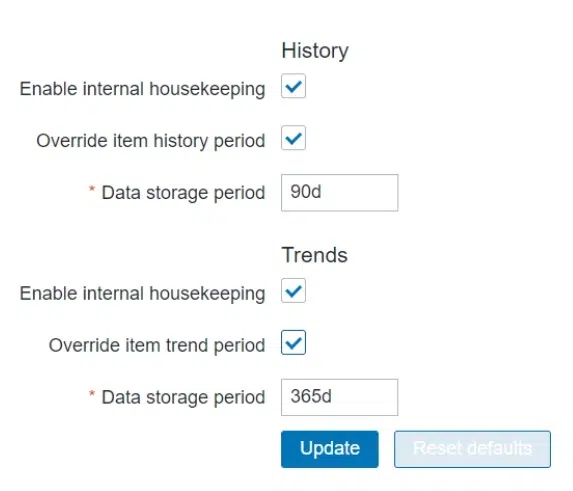 History
Enable internal housekeeping
Override item history period
* Data storage period 90d
Trends
Enable internal housekeeping
Override item trend period
* Data storage period 365d
Update Reset defaults